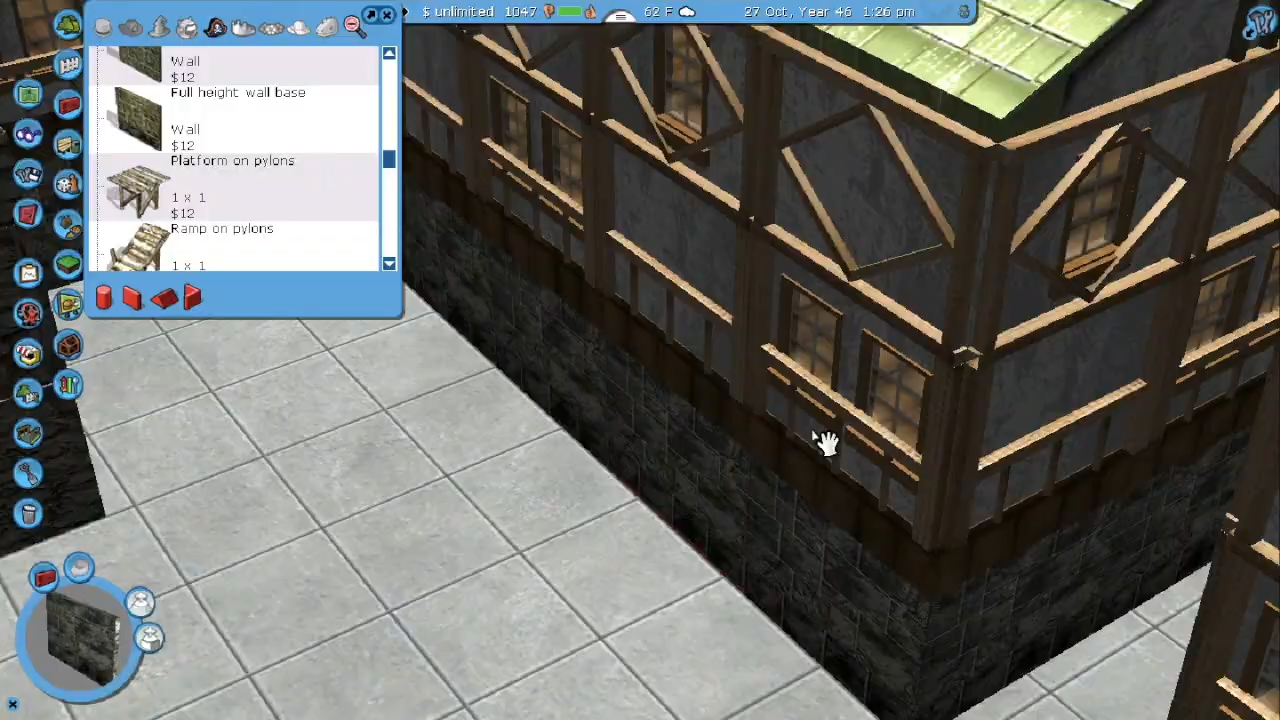 $ unlimited 1047 62 F 27 Oct, Year 46 1:26 pm
Wall
$12
Full height wall base
Wall
$12
Platform on pylons
1 x 1
$12
Ramp on pylons
1 x 1